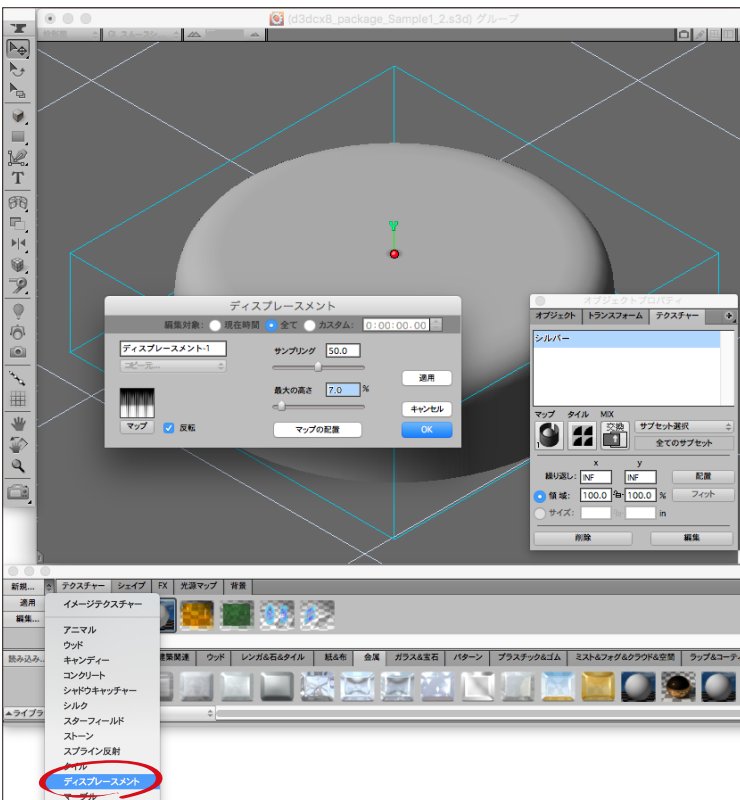 (d3dcx8_package_Sample1_2.s3d) グループ
T
Y
ディスプレースメント
編集対象: 現在時間 全て カスタム: 0:00:00.00
ディスプレースメント-1
コピー元...
サンプリング 50.0
最大の高さ 7.0 %
マップ 反転
マップの配置
適用
キャンセル
OK
オブジェクトプロパティ
オブジェクト トランスフォーム テクスチャー
シルバー
マップ タイル MIX
1 交換 サブセット選択
全てのサブセット
x y
繰り返し: INF INF 配置
領域: 100.0 100.0 % フィット
サイズ: in
削除 編集
新規... テクスチャー シェイプ FX 光源マップ 背景
適用
編集...
読み込み..
イメージテクスチャー
アニマル
ウッド
キャンディー
コンクリート
シャドウキャッチャー
シルク
スターフィールド
ストーン
スプライン反射
タイル
ディスプレースメント
マーブル
建築関連 ウッド レンガ&石&タイル 紙&布 金属 ガラス&宝石 パターン プラスチック&ゴム ミスト&フォグ&クラウド&空間 ラップ&コーテ
▲ライブラ